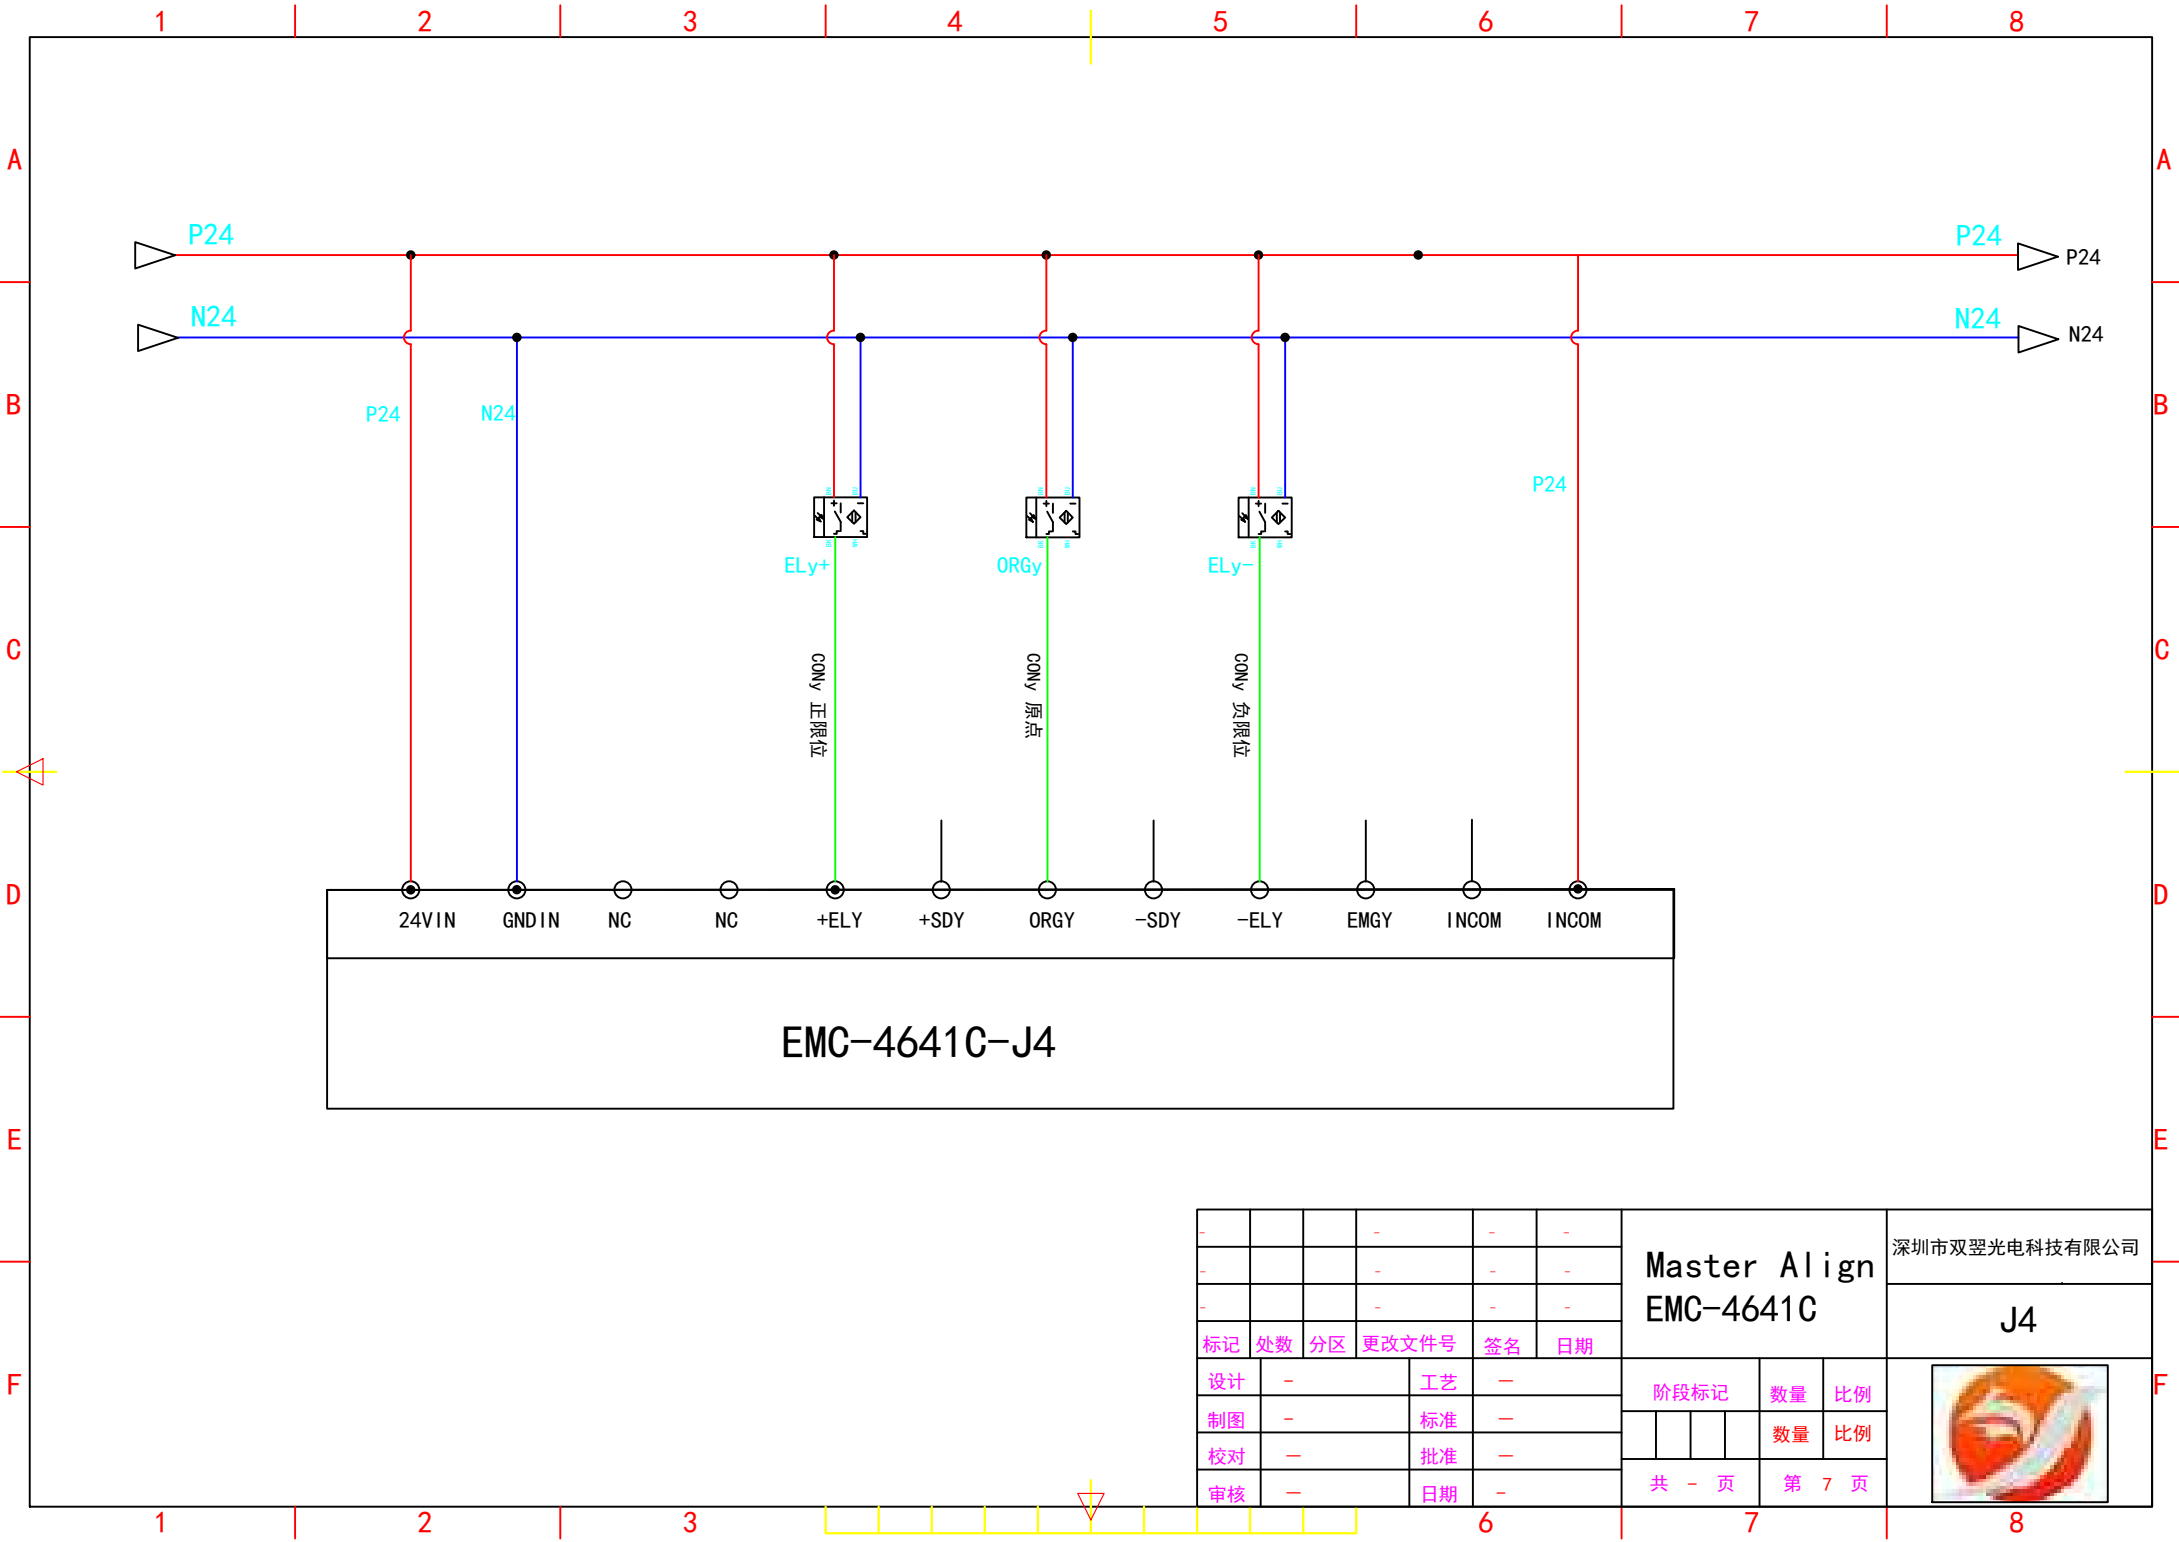 1 2 3 4 5 6 7 8
A A
P24 P24
P24
N24 N24
N24
B B
P24 N24
P24
ELy+ ORGy ELy-
C C
CONy 正限位
CONy 原点
CONy 负限位
D D
24VIN GNDIN NC NC +ELY +SDY ORGY -SDY -ELY EMGY INCOM INCOM
EMC-4641C-J4
E E
Master Align
EMC-4641C
深圳市双翌光电科技有限公司
J4
标记 处数 分区 更改文件号 签名 日期
设计 - 工艺 —
制图 - 标准 —
校对 — 批准 —
审核 — 日期 -
阶段标记 数量 比例
数量 比例
共 - 页 第 7 页
F F
1 2 3 6 7 8